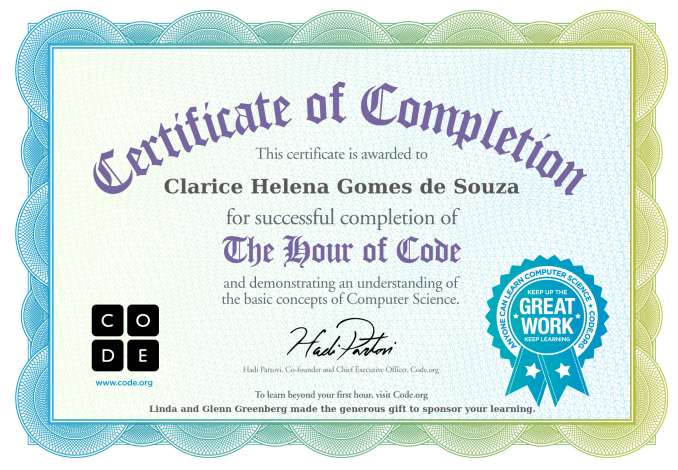 Certificate of Completion
This certificate is awarded to
Clarice Helena Gomes de Souza
for successful completion of
The Hour of Code
and demonstrating an understanding of
the basic concepts of Computer Science.
C O
D E
www.code.org
Hadi Partovi
Hadi Partovi, Co-founder and Chief Executive Officer, Code.org
ANYONE CAN LEARN COMPUTER SCIENCE • CODE.ORG
KEEP UP THE
GREAT
WORK
KEEP LEARNING
To learn beyond your first hour, visit Code.org
Linda and Glenn Greenberg made the generous gift to sponsor your learning.